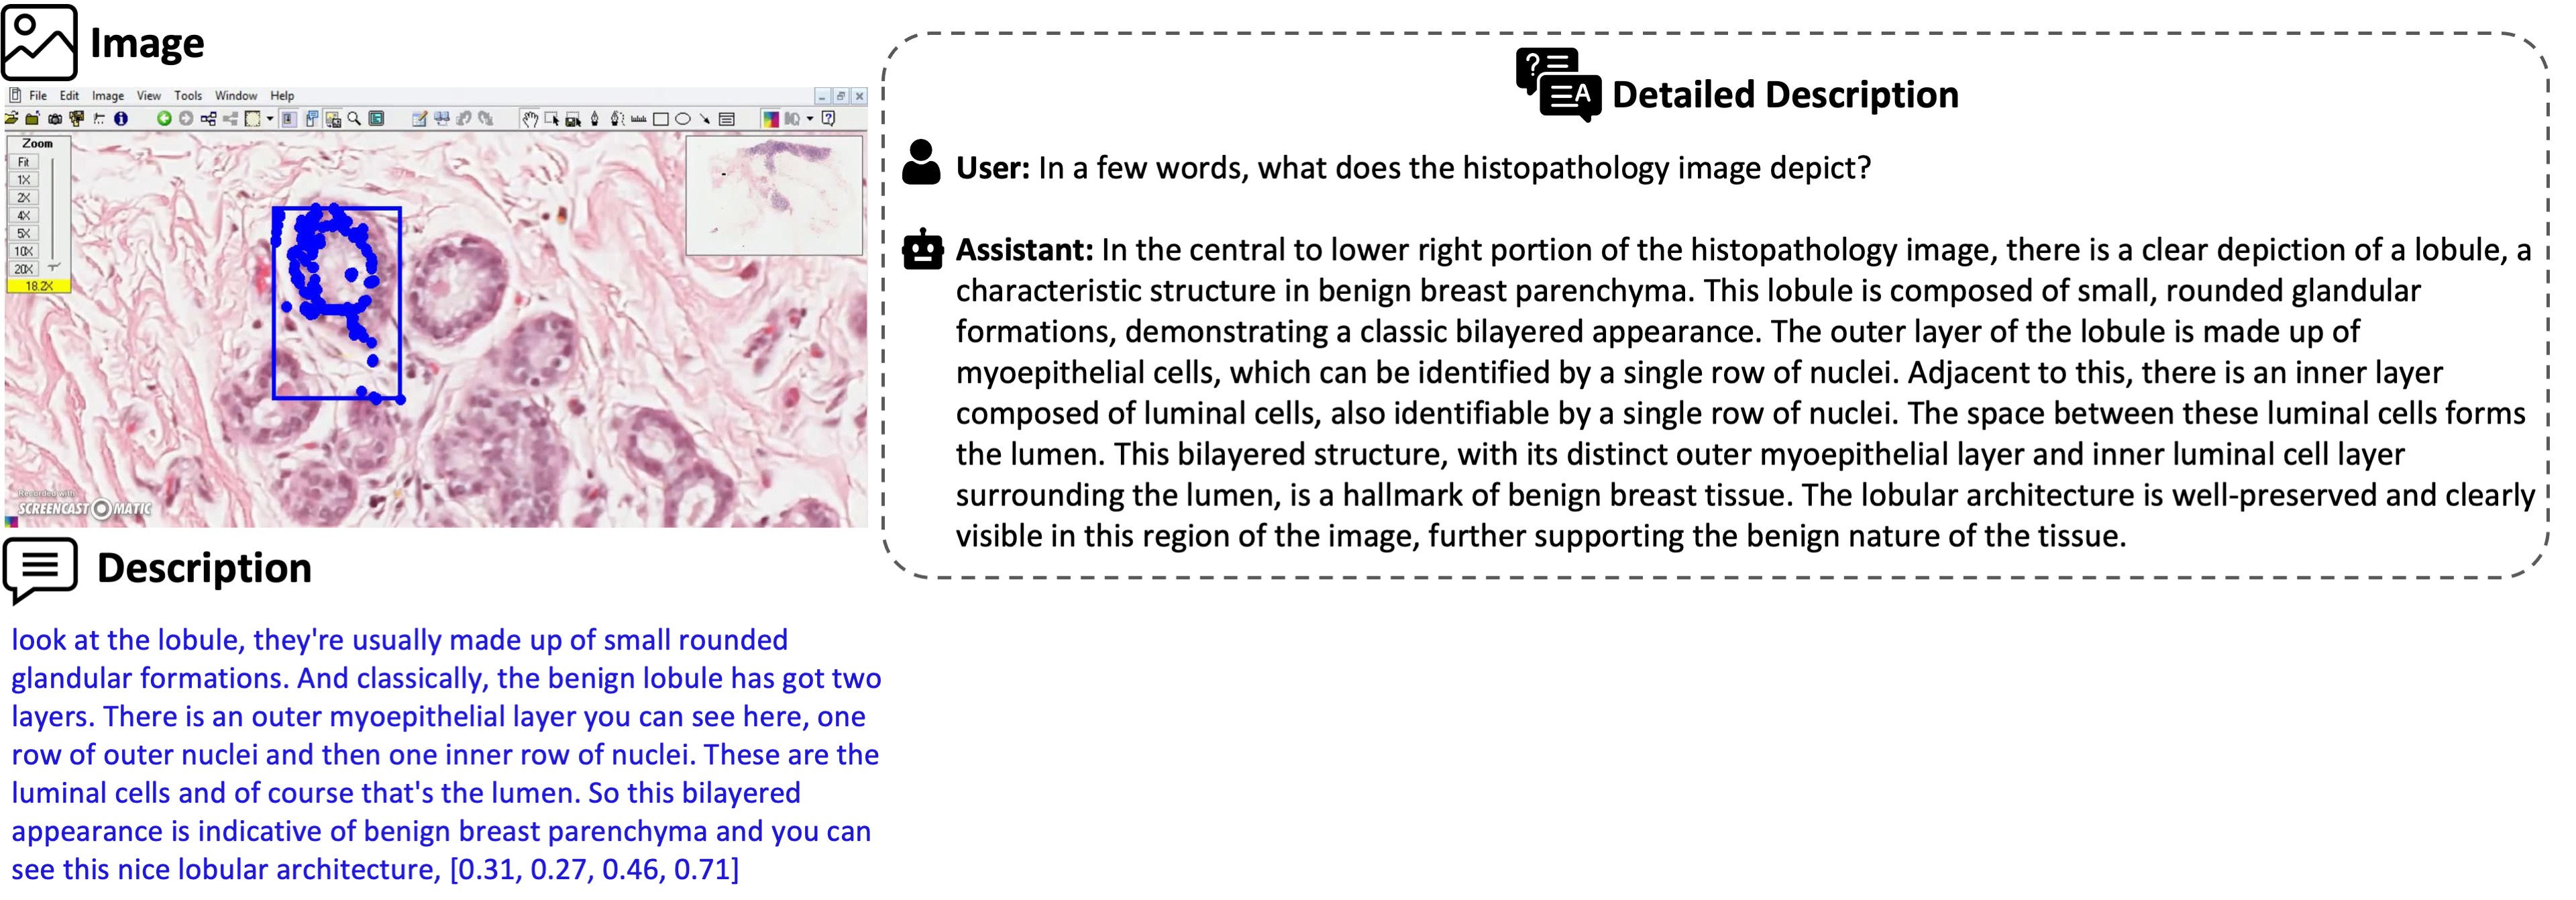 Image
File Edit Image View Tools Window Help
Zoom
Fit
1X
2X
4X
5X
10X
20X
18.2X
Recorded with
SCREENCAST MATIC
Description
look at the lobule, they're usually made up of small rounded
glandular formations. And classically, the benign lobule has got two
layers. There is an outer myoepithelial layer you can see here, one
row of outer nuclei and then one inner row of nuclei. These are the
luminal cells and of course that's the lumen. So this bilayered
appearance is indicative of benign breast parenchyma and you can
see this nice lobular architecture, [0.31, 0.27, 0.46, 0.71]
? A
Detailed Description
User: In a few words, what does the histopathology image depict?
Assistant: In the central to lower right portion of the histopathology image, there is a clear depiction of a lobule, a
characteristic structure in benign breast parenchyma. This lobule is composed of small, rounded glandular
formations, demonstrating a classic bilayered appearance. The outer layer of the lobule is made up of
myoepithelial cells, which can be identified by a single row of nuclei. Adjacent to this, there is an inner layer
composed of luminal cells, also identifiable by a single row of nuclei. The space between these luminal cells forms
the lumen. This bilayered structure, with its distinct outer myoepithelial layer and inner luminal cell layer
surrounding the lumen, is a hallmark of benign breast tissue. The lobular architecture is well-preserved and clearly
visible in this region of the image, further supporting the benign nature of the tissue.